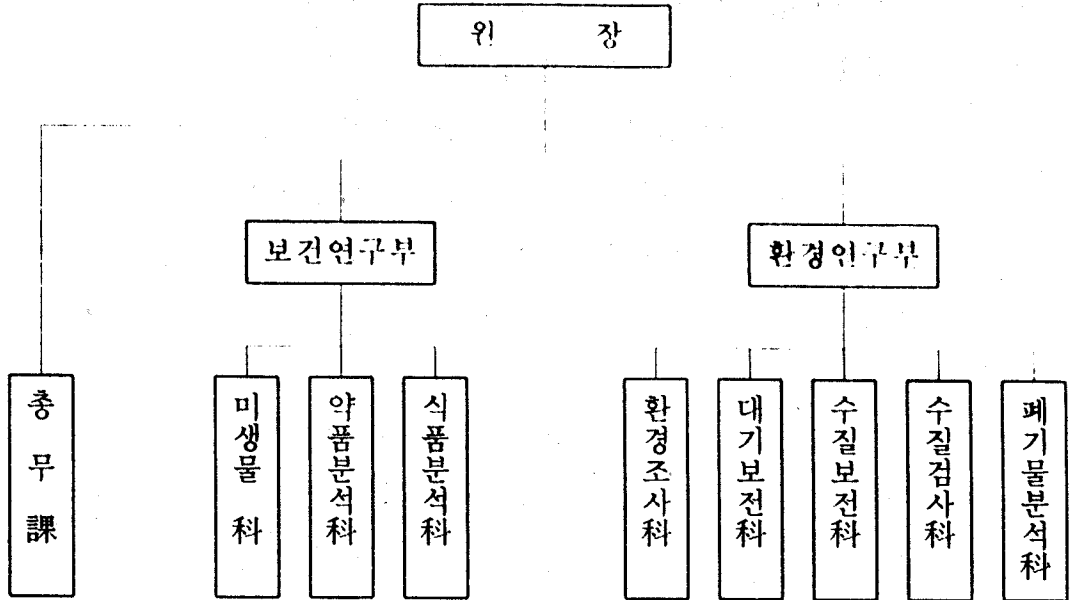 원 장
보건연구부
환경연구부
총무課
미생물 科
약품분석科
식품분석科
환경조사科
대기보전科
수질보전科
수질검사科
폐기물분석科